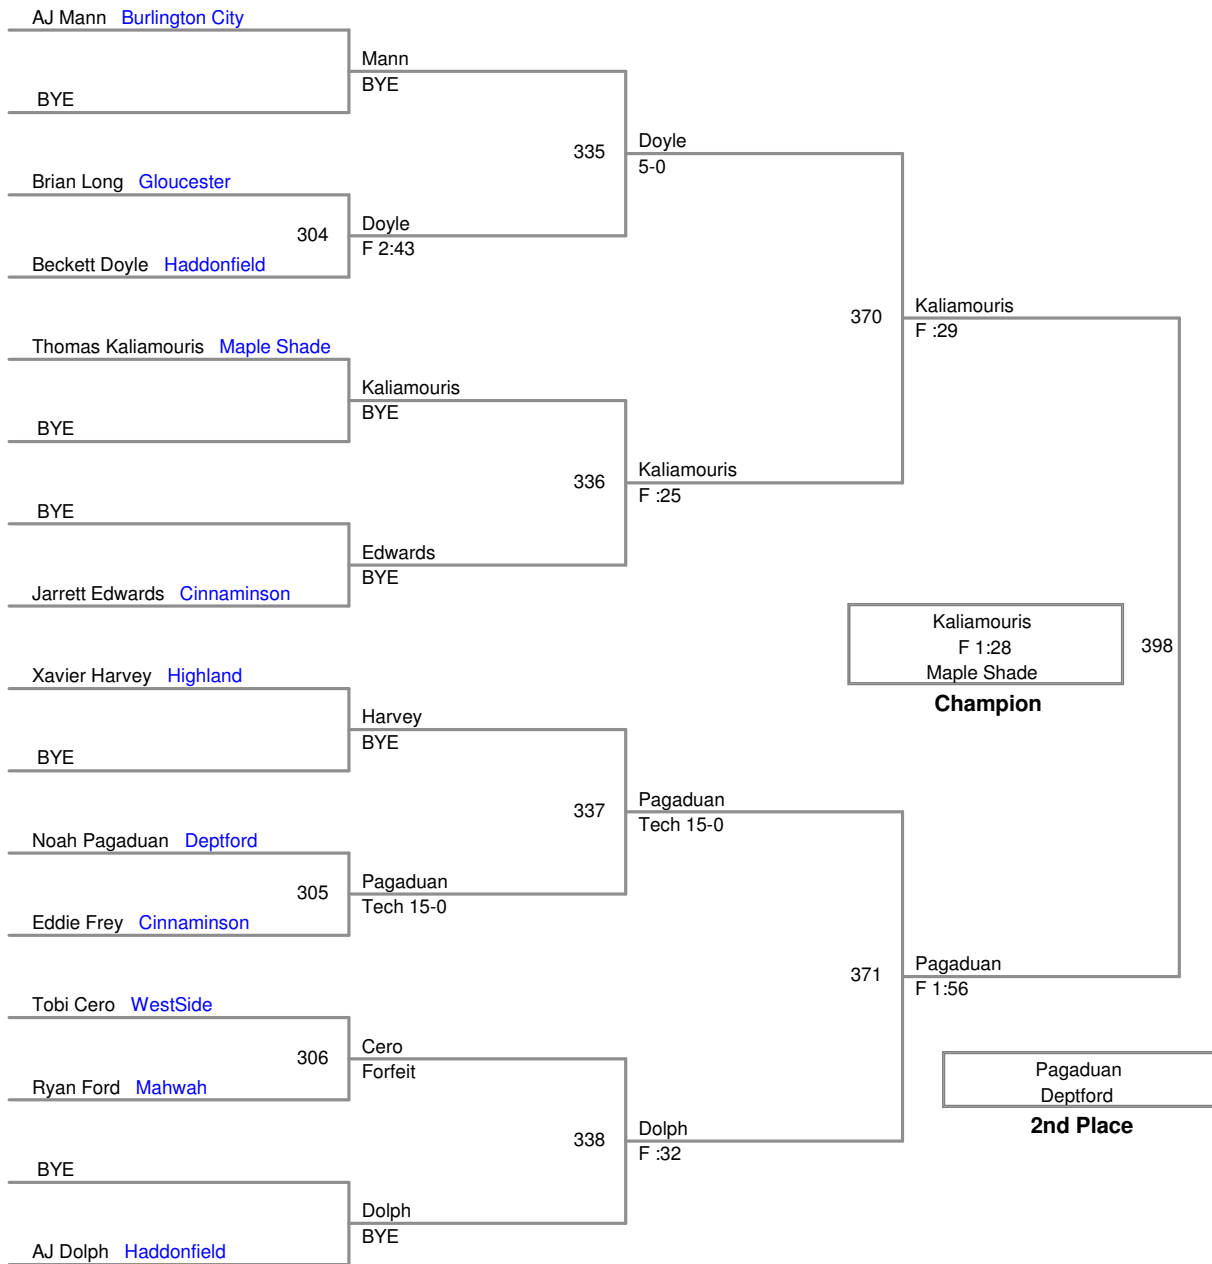 AJ Mann Burlington City
Mann
BYE
BYE
335
Doyle
5-0
Brian Long Gloucester
304
Doyle
F 2:43
Beckett Doyle Haddonfield
370
Kaliamouris
F :29
Thomas Kaliamouris Maple Shade
Kaliamouris
BYE
BYE
336
Kaliamouris
F :25
BYE
Edwards
BYE
Jarrett Edwards Cinnaminson
Kaliamouris
F 1:28
Maple Shade
398
Champion
Xavier Harvey Highland
Harvey
BYE
BYE
337
Pagaduan
Tech 15-0
Noah Pagaduan Deptford
305
Pagaduan
Tech 15-0
Eddie Frey Cinnaminson
371
Pagaduan
F 1:56
Tobi Cero WestSide
306
Cero
Forfeit
Ryan Ford Mahwah
Pagaduan
Deptford
2nd Place
338
Dolph
F :32
BYE
Dolph
BYE
AJ Dolph Haddonfield